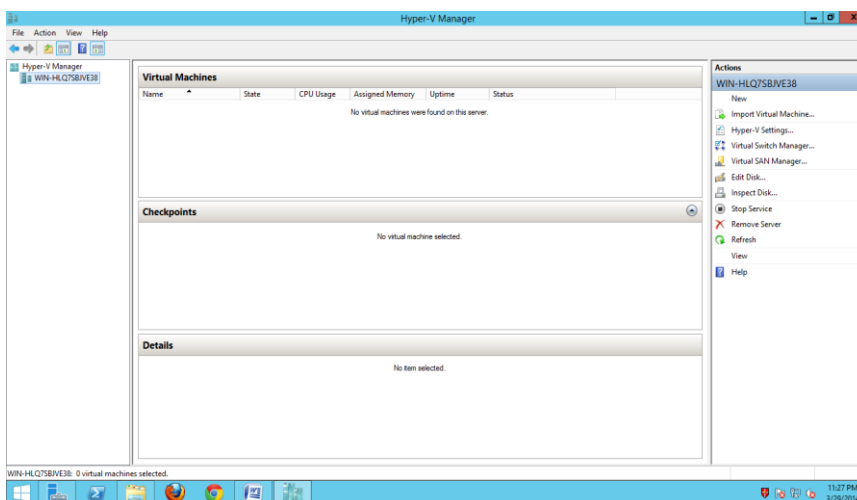 Hyper-V Manager
File Action View Help
Hyper-V Manager
WIN-HLQ7SBJVE38
Virtual Machines
Name State CPU Usage Assigned Memory Uptime Status
No virtual machines were found on this server.
Checkpoints
No virtual machine selected.
Details
No item selected.
Actions
WIN-HLQ7SBJVE38
New
Import Virtual Machine...
Hyper-V Settings...
Virtual Switch Manager...
Virtual SAN Manager...
Edit Disk...
Inspect Disk...
Stop Service
Remove Server
Refresh
View
Help
WIN-HLQ7SBJVE38: 0 virtual machines selected.
11:27 PM